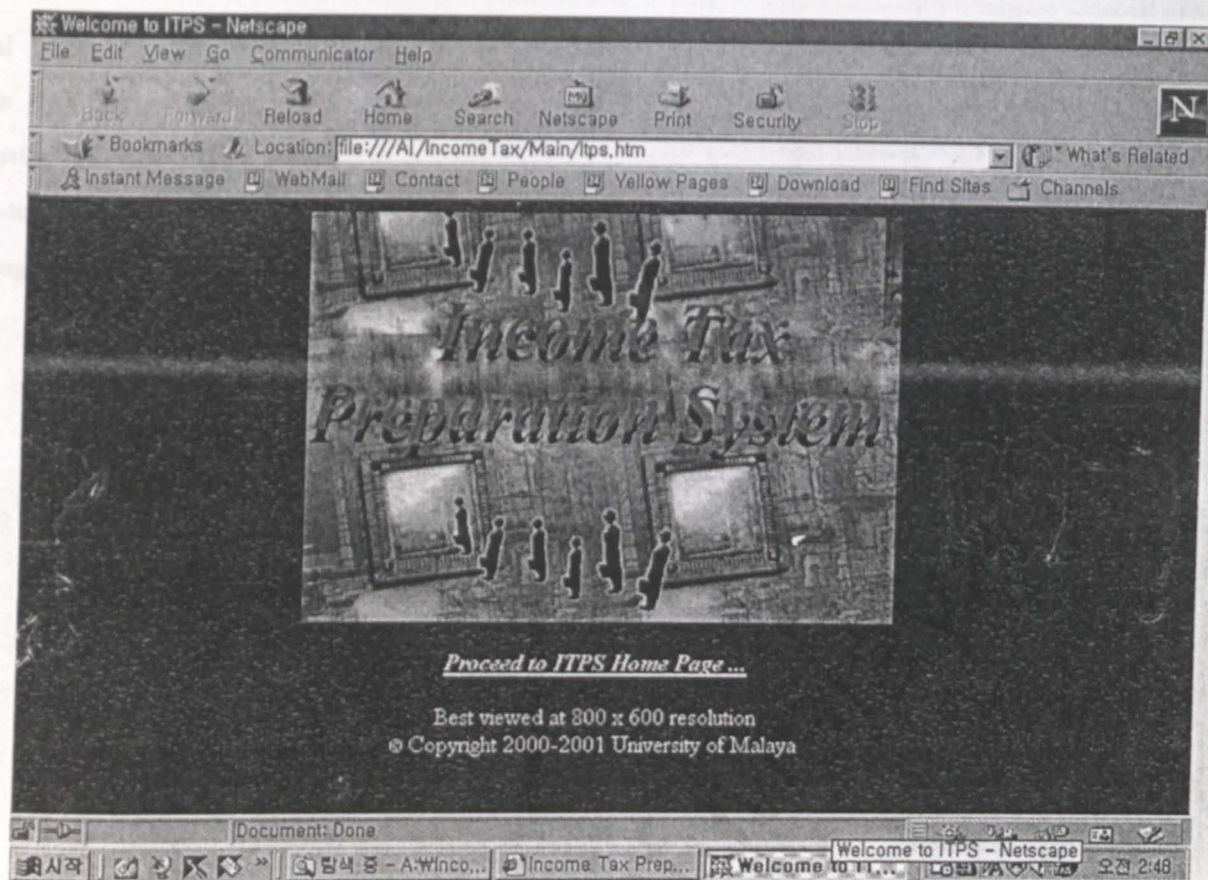 Welcome to ITPS - Netscape
File Edit View Go Communicator Help
Back Forward Reload Home Search Netscape Print Security Stop
N
Bookmarks Location: file:///A|/IncomeTax/Main/Itps.htm What's Related
Instant Message WebMail Contact People Yellow Pages Download Find Sites Channels
Income Tax
Preparation System
Proceed to ITPS Home Page ...
Best viewed at 800 x 600 resolution
© Copyright 2000-2001 University of Malaya
Document: Done
Welcome to ITPS - Netscape
시작 탐색 중 - A:₩Inco... Income Tax Prep... Welcome to IT... 오전 2:48